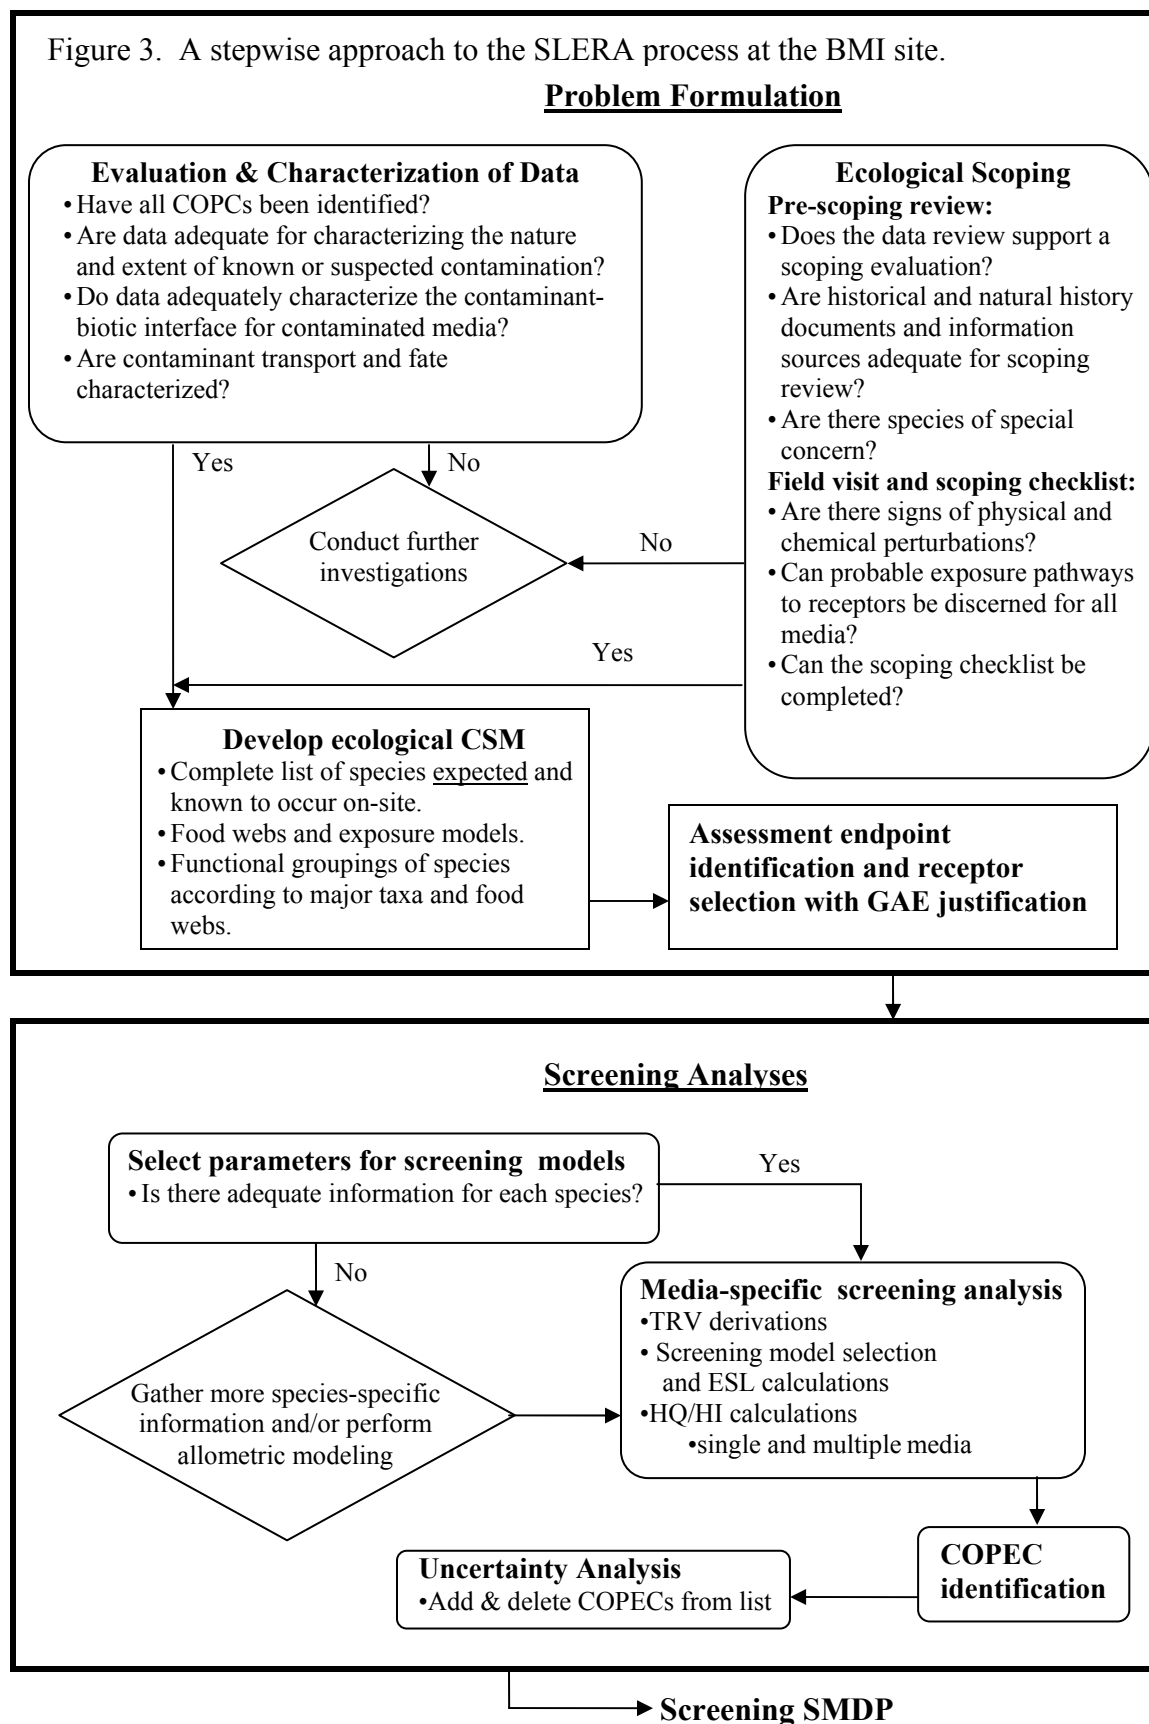 Figure 3.  A stepwise approach to the SLERA process at the BMI site.
Problem Formulation
Evaluation & Characterization of Data
•Have all COPCs been identified?
•Are data adequate for characterizing the nature
and extent of known or suspected contamination?
•Do data adequately characterize the contaminant-
biotic interface for contaminated media?
•Are contaminant transport and fate
characterized?
Ecological Scoping
Pre-scoping review:
•Does the data review support a
scoping evaluation?
•Are historical and natural history
documents and information
sources adequate for scoping
review?
•Are there species of special
concern?
Field visit and scoping checklist:
•Are there signs of physical and
chemical perturbations?
•Can probable exposure pathways
to receptors be discerned for all
media?
•Can the scoping checklist be
completed?
Yes
No
Conduct further
investigations
No
Yes
Develop ecological CSM
•Complete list of species expected and
known to occur on-site.
•Food webs and exposure models.
•Functional groupings of species
according to major taxa and food
webs.
Assessment endpoint
identification and receptor
selection with GAE justification
Screening Analyses
Select parameters for screening  models
•Is there adequate information for each species?
Yes
No
Gather more species-specific
information and/or perform
allometric modeling
Media-specific  screening analysis
•TRV derivations
• Screening model selection
and ESL calculations
•HQ/HI calculations
•single and multiple media
COPEC
identification
Uncertainty Analysis
•Add & delete COPECs from list
Screening SMDP